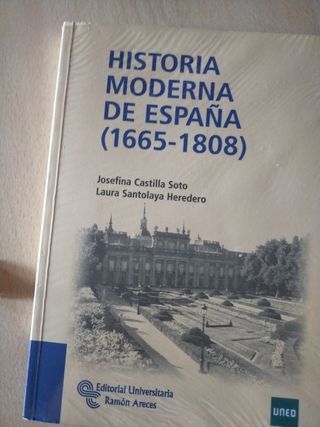 HISTORIA
MODERNA
DE ESPAÑA
(1665-1808)
Josefina Castilla Soto
Laura Santolaya Heredero
Editorial Universitaria
Ramón Areces
UNED